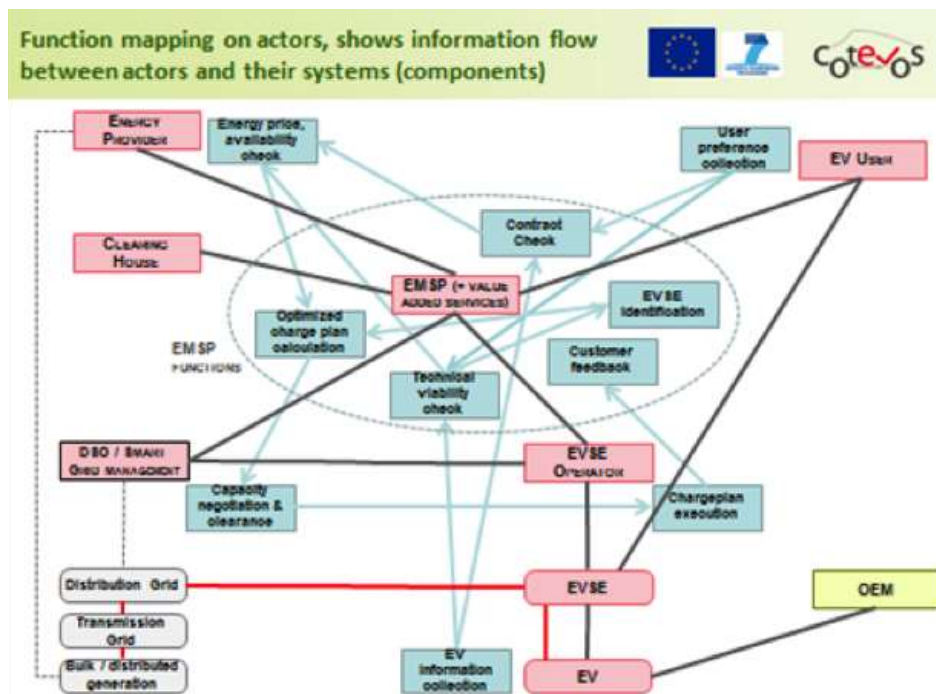 Function mapping on actors, shows information flow
between actors and their systems (components)
7
COTEVOS
ENERGY
PROVIDER
Energy price,
availability check
User
preference
collection
EV USER
Contract
Check
CLEARING
HOUSE
EMSP (+ VALUE
ADDED SERVICES)
EVSE
Identification
Optimized
charge plan
calculation
EMSP
FUNCTIONS
Customer
feedback
Technical
viability
check
DSO / SMART
GRID MANAGEMENT
EVSE
OPERATOR
Capacity
negotiation &
clearance
Chargeplan
execution
Distribution Grid
EVSE
OEM
Transmission
Grid
Bulk / distributed
generation
EV
information
collection
EV